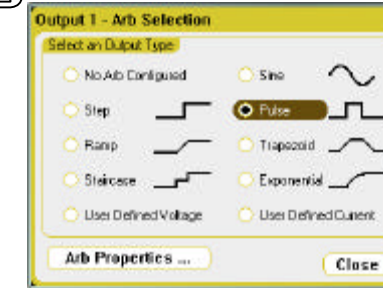 Output 1 - Arb Selection
Select an Output Type
No Arb Configured
Sine
Step
Pulse
Ramp
Trapezoid
Staircase
Exponential
User Defined Voltage
User Defined Current
Arb Properties ...
Close